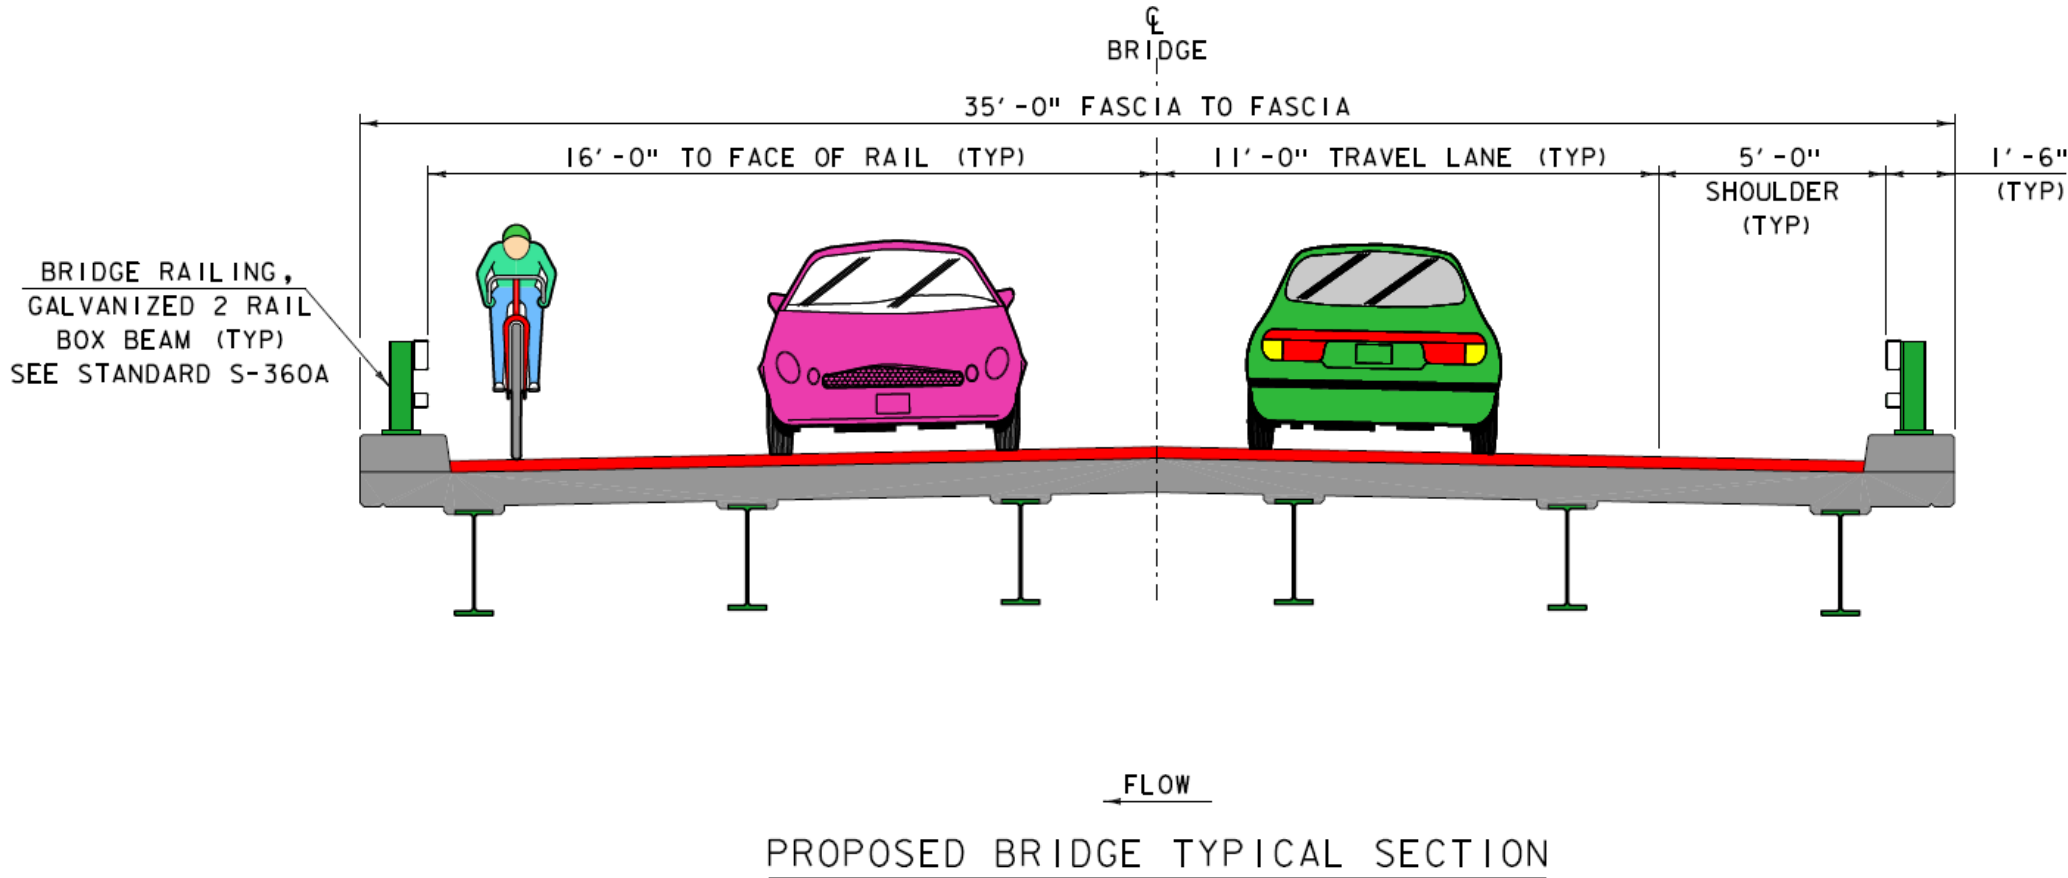 ℄
BRIDGE
35'-0" FASCIA TO FASCIA
16'-0" TO FACE OF RAIL (TYP)
11'-0" TRAVEL LANE (TYP)
5'-0"
SHOULDER
(TYP)
1'-6"
(TYP)
BRIDGE RAILING,
GALVANIZED 2 RAIL
BOX BEAM (TYP)
SEE STANDARD S-360A
FLOW
PROPOSED BRIDGE TYPICAL SECTION